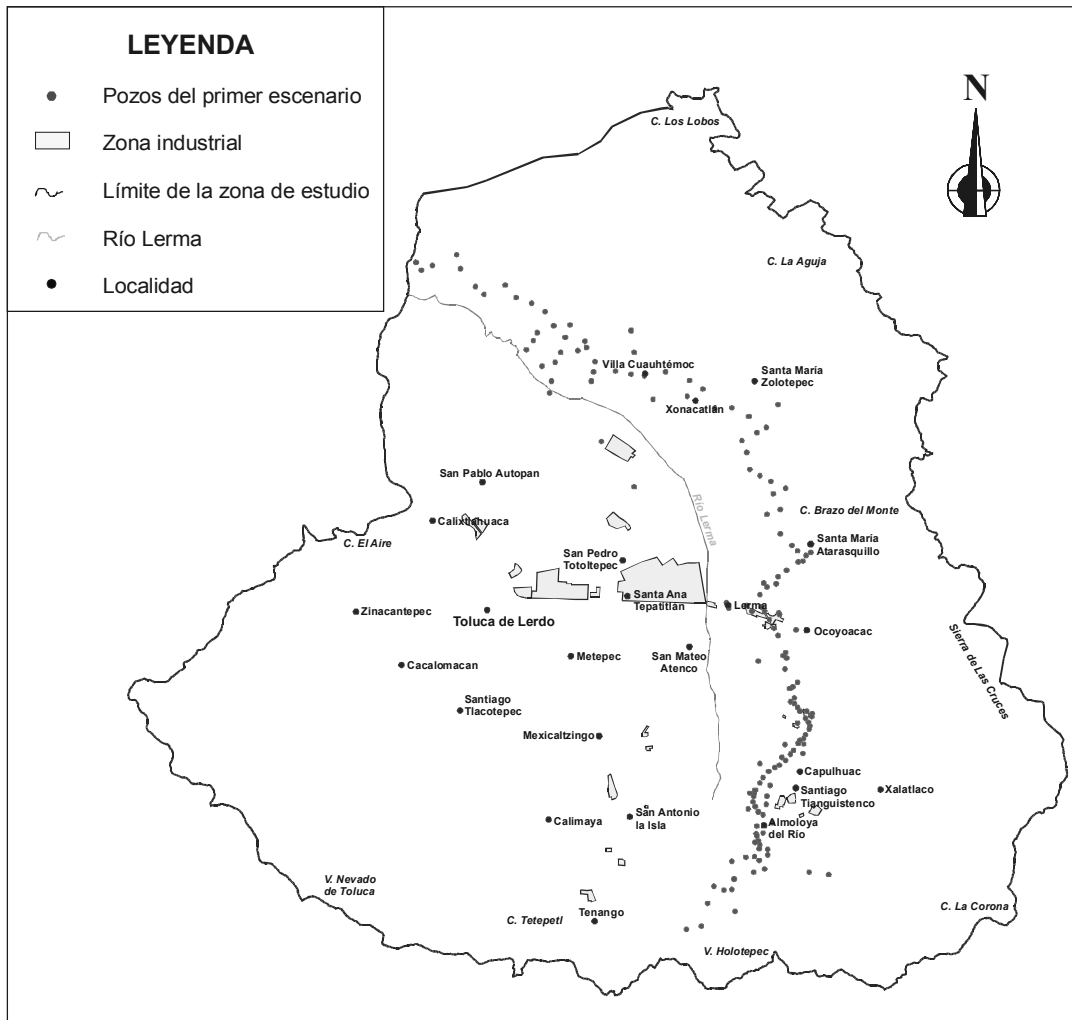 LEYENDA
Pozos del primer escenario
Zona industrial
Límite de la zona de estudio
Río Lerma
Localidad
N
C. Los Lobos
C. La Aguja
Villa Cuauhtémoc
Santa María
Zolotepec
Xonacatlán
San Pablo Autopan
Calixtlahuaca
Río Lerma
C. Brazo del Monte
C. El Aire
Santa María
Atarasquillo
San Pedro
Totoltepec
Santa Ana
Tepatitlán
Lerma
Zinacantepec
Toluca de Lerdo
Ocoyoacac
Sierra de Las Cruces
Metepec
San Mateo
Atenco
Cacalomacan
Santiago
Tlacotepec
Mexicaltzingo
Capulhuac
Santiago
Tianguistenco
Xalatlaco
Calimaya
San Antonio
la Isla
Almoloya
del Río
V. Nevado
de Toluca
C. Tetepetl
Tenango
C. La Corona
V. Holotepec